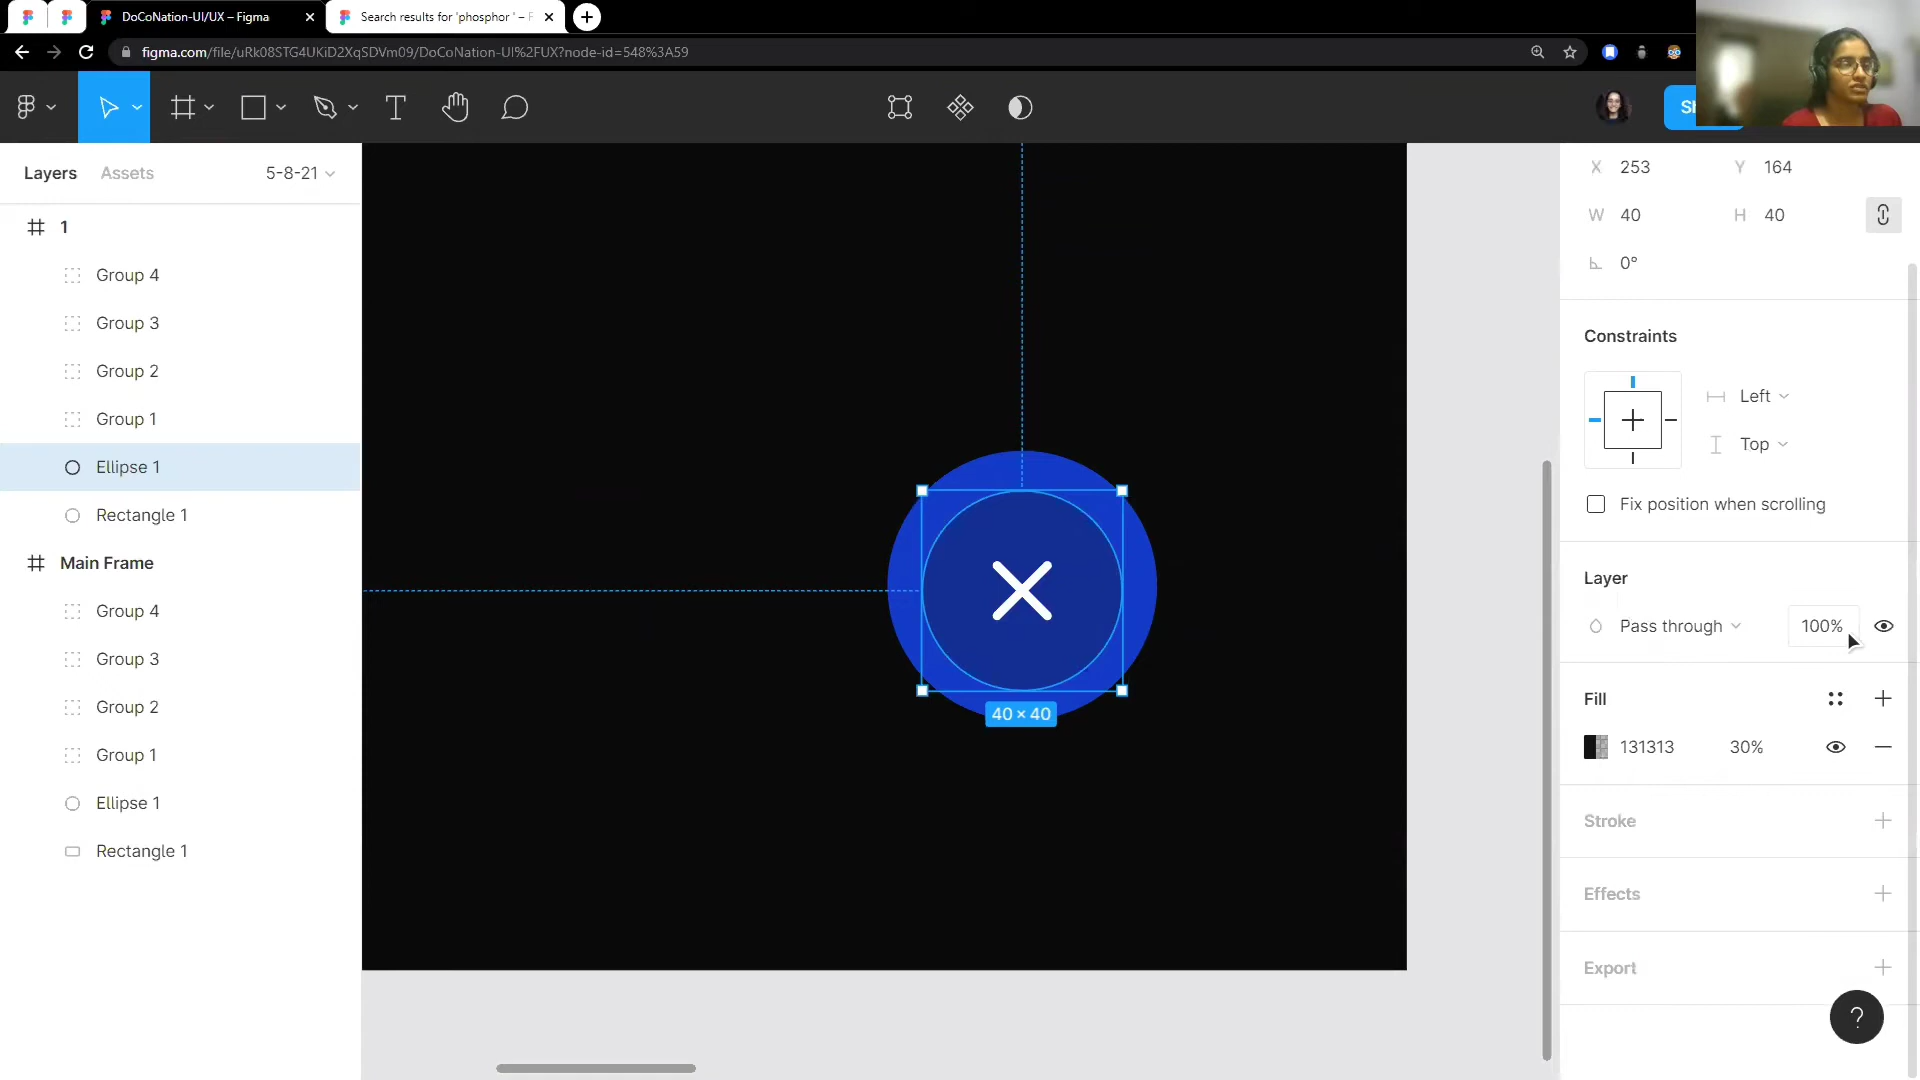 DoCoNation-UI/UX – Figma
Search results for 'phosphor ' – F
figma.com/file/uRk08STG4UKiD2XqSDVm09/DoCoNation-UI%2FUX?node-id=548%3A59
Layers Assets 5-8-21
X 253 Y 164
1
W 40 H 40
Group 4
0°
Group 3
Constraints
Group 2
Left
Group 1
Top
Ellipse 1
Fix position when scrolling
Rectangle 1
Main Frame
Layer
Group 4
Pass through 100%
Group 3
Fill
Group 2
40 × 40
131313 30%
Group 1
Ellipse 1
Stroke
Rectangle 1
Effects
Export
?